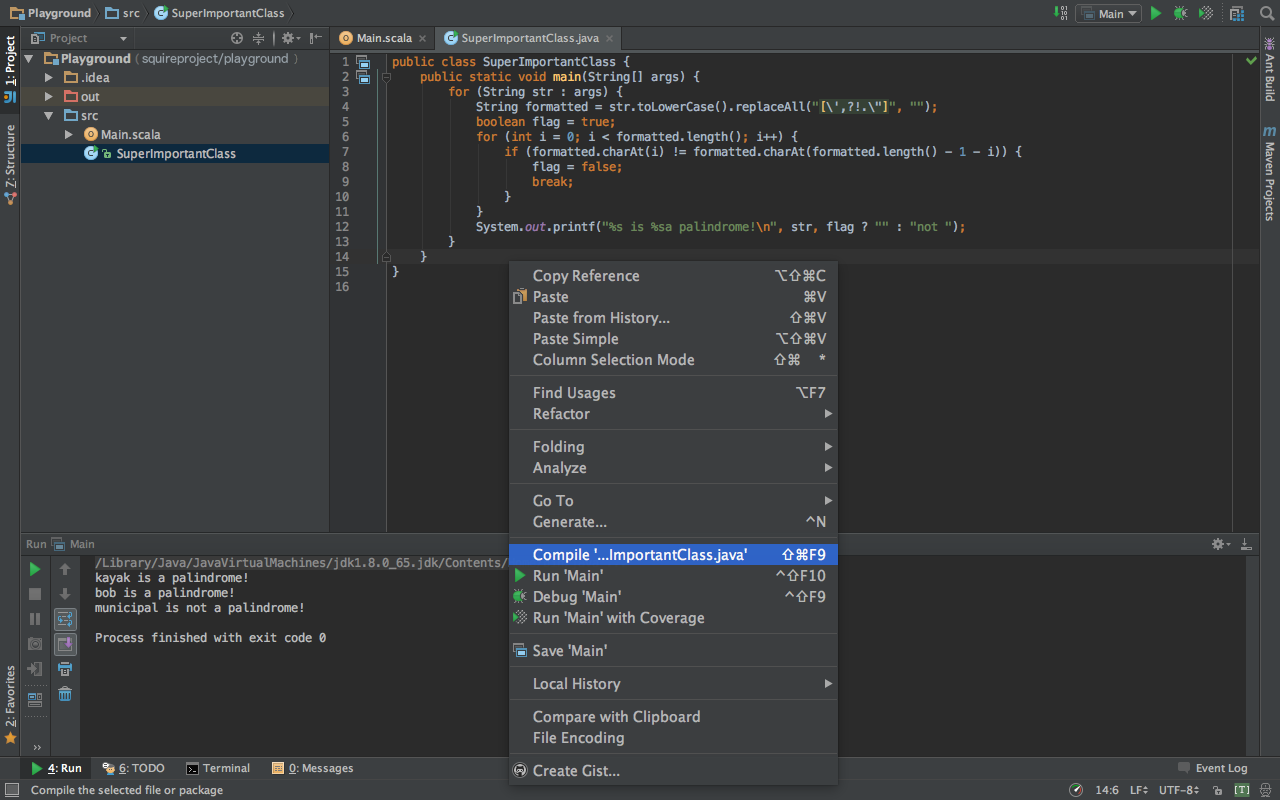 Playground src SuperImportantClass Main
1: Project
7: Structure
2: Favorites
Project
Playground ( squireproject/playground )
.idea
out
src
Main.scala
SuperImportantClass
Main.scala SuperImportantClass.java
1 public class SuperImportantClass {
2 public static void main(String[] args) {
3 for (String str : args) {
4 String formatted = str.toLowerCase().replaceAll("[\',?!.\"]", "");
5 boolean flag = true;
6 for (int i = 0; i < formatted.length(); i++) {
7 if (formatted.charAt(i) != formatted.charAt(formatted.length() - 1 - i)) {
8 flag = false;
9 break;
10 }
11 }
12 System.out.printf("%s is %sa palindrome!\n", str, flag ? "" : "not ");
13 }
14 }
15 }
16
Ant Build
Maven Projects
Copy Reference ⌥⇧⌘C
Paste ⌘V
Paste from History... ⇧⌘V
Paste Simple ⌥⇧⌘V
Column Selection Mode ⇧⌘ *
Find Usages ⌥F7
Refactor
Folding
Analyze
Go To
Generate... ^N
Compile '...ImportantClass.java' ⇧⌘F9
Run 'Main' ^⇧F10
Debug 'Main' ^⇧F9
Run 'Main' with Coverage
Save 'Main'
Local History
Compare with Clipboard
File Encoding
Create Gist...
Run Main
/Library/Java/JavaVirtualMachines/jdk1.8.0_65.jdk/Contents/
kayak is a palindrome!
bob is a palindrome!
municipal is not a palindrome!
Process finished with exit code 0
4: Run 6: TODO Terminal 0: Messages Event Log
Compile the selected file or package 14:6 LF UTF-8 [T]